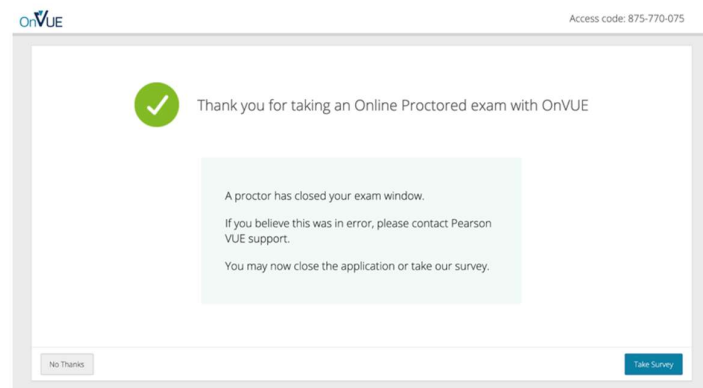 OnVUE
Access code: 875-770-075
Thank you for taking an Online Proctored exam with OnVUE
A proctor has closed your exam window.
If you believe this was in error, please contact Pearson
VUE support.
You may now close the application or take our survey.
No Thanks
Take Survey